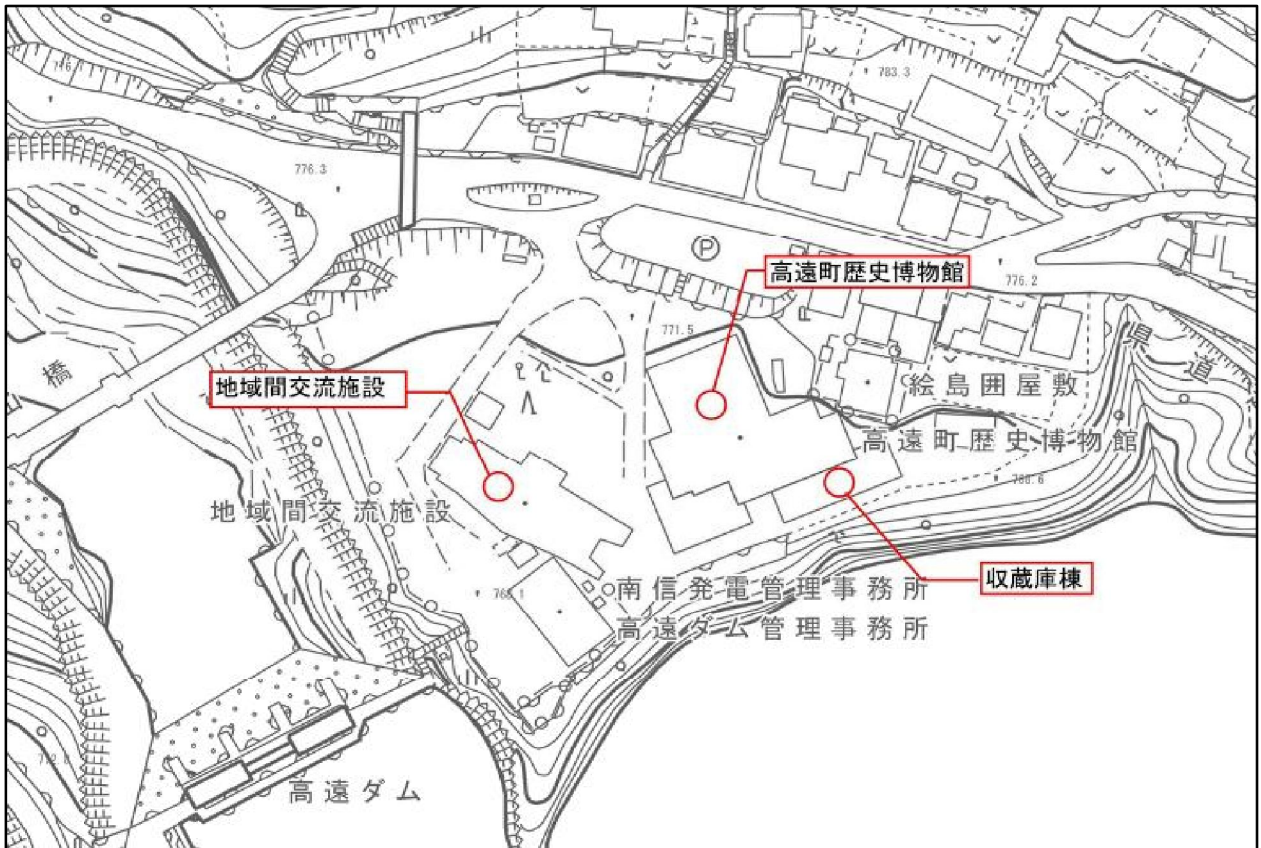 783.3
776.3
Ⓟ
高遠町歴史博物館
776.2
771.5
県道
橋
地域間交流施設
絵島囲屋敷
高遠町歴史博物館
地域間交流施設
収蔵庫棟
南信発電管理事務所
高遠ダム管理事務所
高遠ダム